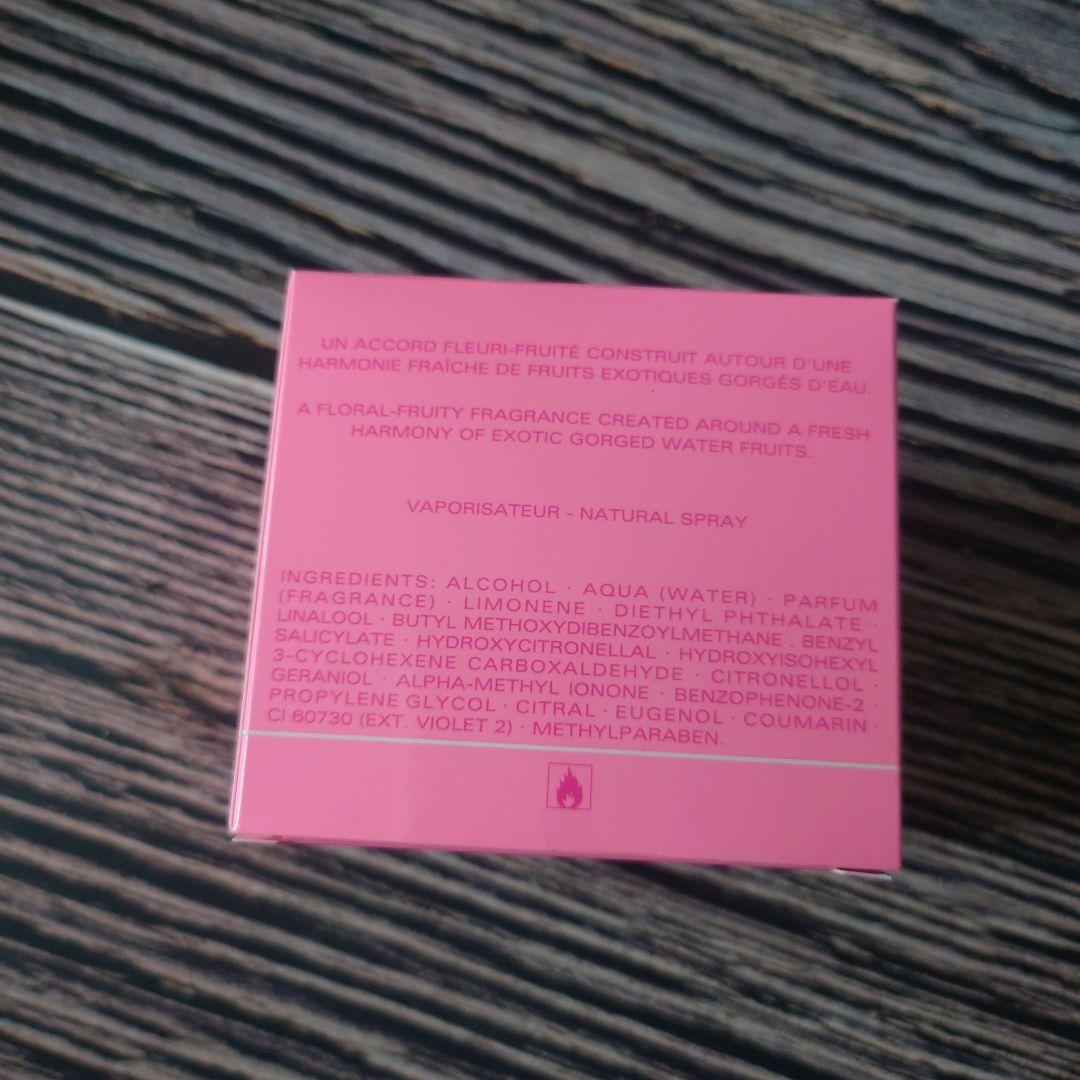 UN ACCORD FLEURI-FRUITÉ CONSTRUIT AUTOUR D'UNE
HARMONIE FRAÎCHE DE FRUITS EXOTIQUES GORGÉS D'EAU.
A FLORAL-FRUITY FRAGRANCE CREATED AROUND A FRESH
HARMONY OF EXOTIC GORGED WATER FRUITS.
VAPORISATEUR - NATURAL SPRAY
INGREDIENTS: ALCOHOL · AQUA (WATER) · PARFUM
(FRAGRANCE) · LIMONENE · DIETHYL PHTHALATE ·
LINALOOL · BUTYL METHOXYDIBENZOYLMETHANE . BENZYL
SALICYLATE · HYDROXYCITRONELLAL · HYDROXYISOHEXYL
3-CYCLOHEXENE CARBOXALDEHYDE · CITRONELLOL ·
GERANIOL · ALPHA-METHYL IONONE · BENZOPHENONE-2 ·
PROPYLENE GLYCOL · CITRAL · EUGENOL · COUMARIN ·
CI 60730 (EXT. VIOLET 2) · METHYLPARABEN.